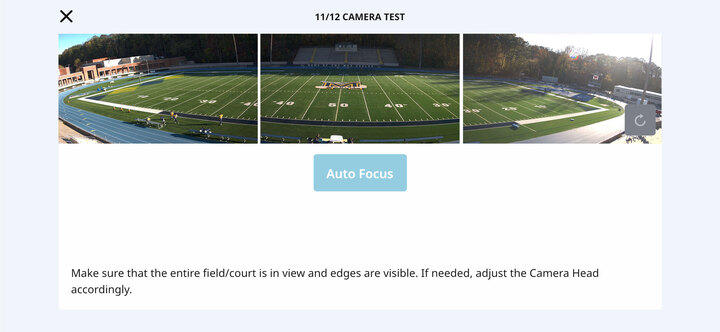 11/12 CAMERA TEST
50
Auto Focus
Make sure that the entire field/court is in view and edges are visible. If needed, adjust the Camera Head
accordingly.